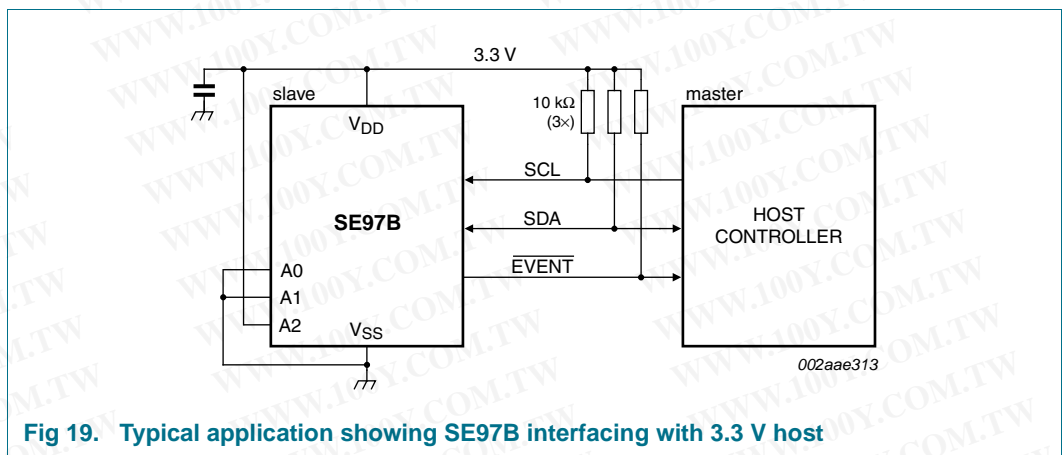 WWW.100Y.COM.TW
3.3 V
slave
10 kΩ
(3×)
master
VDD
SCL
SE97B
SDA
HOST
CONTROLLER
EVENT
A0
A1
A2
VSS
002aae313
Fig 19. Typical application showing SE97B interfacing with 3.3 V host